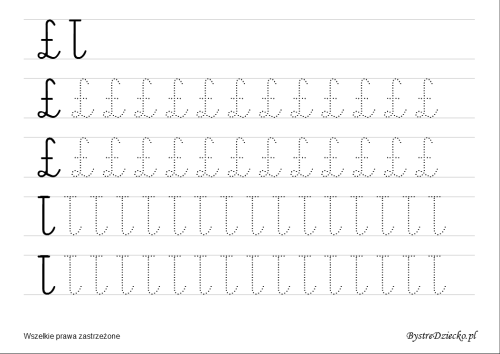 Ł ł
Ł Ł Ł Ł Ł Ł Ł Ł Ł Ł Ł Ł Ł
Ł Ł Ł Ł Ł Ł Ł Ł Ł Ł Ł Ł Ł
ł ł ł ł ł ł ł ł ł ł ł ł ł ł ł ł
ł ł ł ł ł ł ł ł ł ł ł ł ł ł ł ł
Wszelkie prawa zastrzeżone BystreDziecko.pl